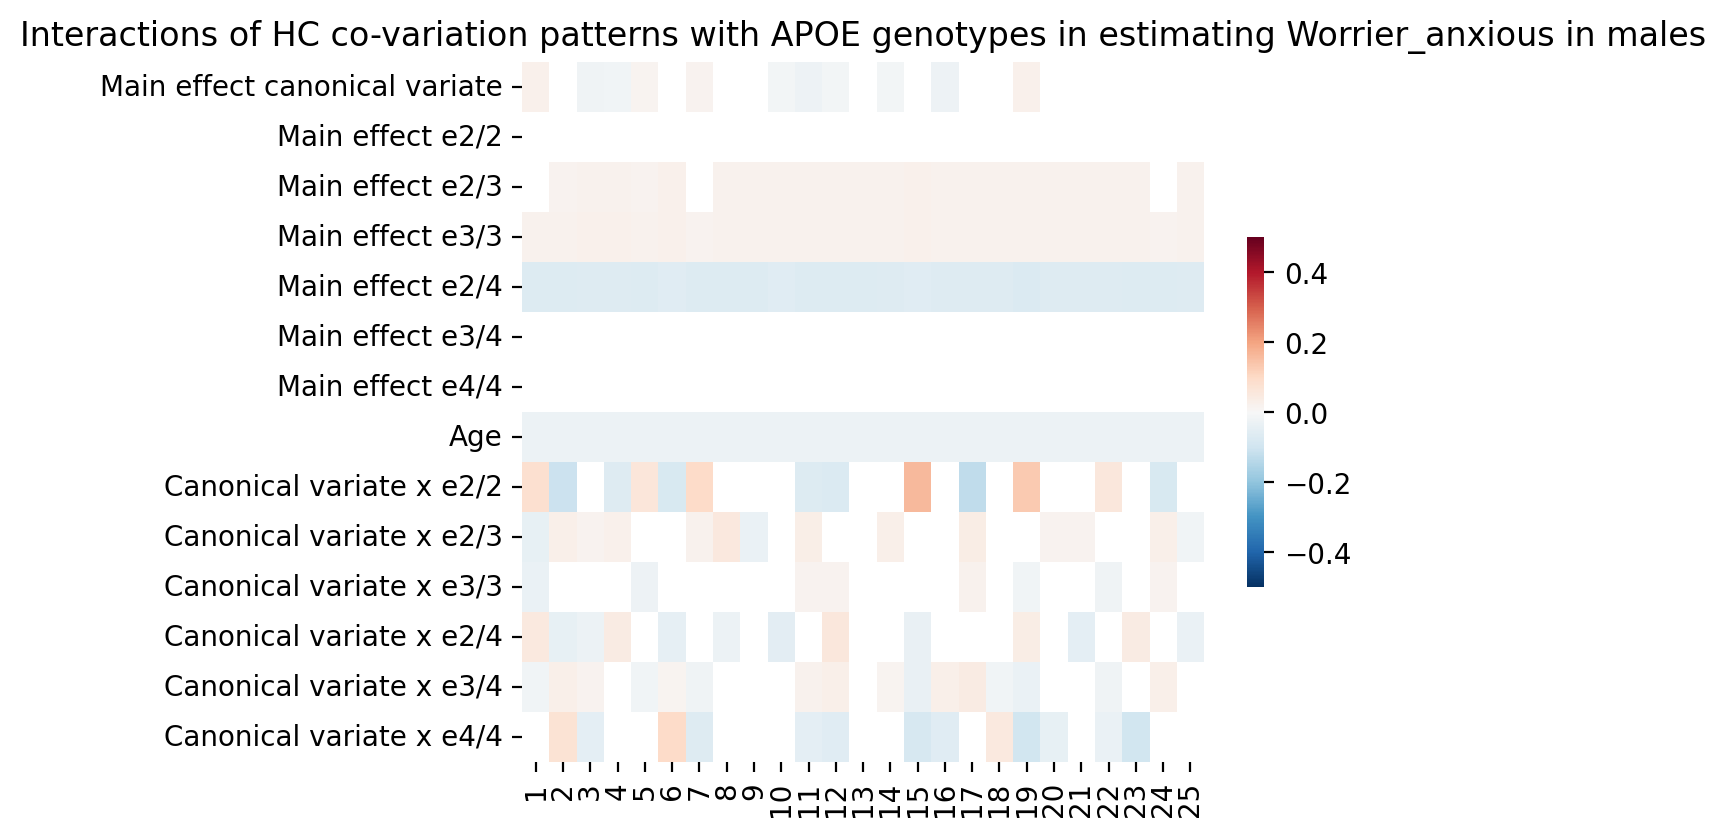 Interactions of HC co-variation patterns with APOE genotypes in estimating Worrier_anxious in males
Main effect canonical variate
Main effect e2/2
Main effect e2/3
Main effect e3/3
Main effect e2/4
Main effect e3/4
Main effect e4/4
Age
Canonical variate x e2/2
Canonical variate x e2/3
Canonical variate x e3/3
Canonical variate x e2/4
Canonical variate x e3/4
Canonical variate x e4/4
1 2 3 4 5 6 7 8 9 10 11 12 13 14 15 16 17 18 19 20 21 22 23 24 25
0.4
0.2
0.0
−0.2
−0.4